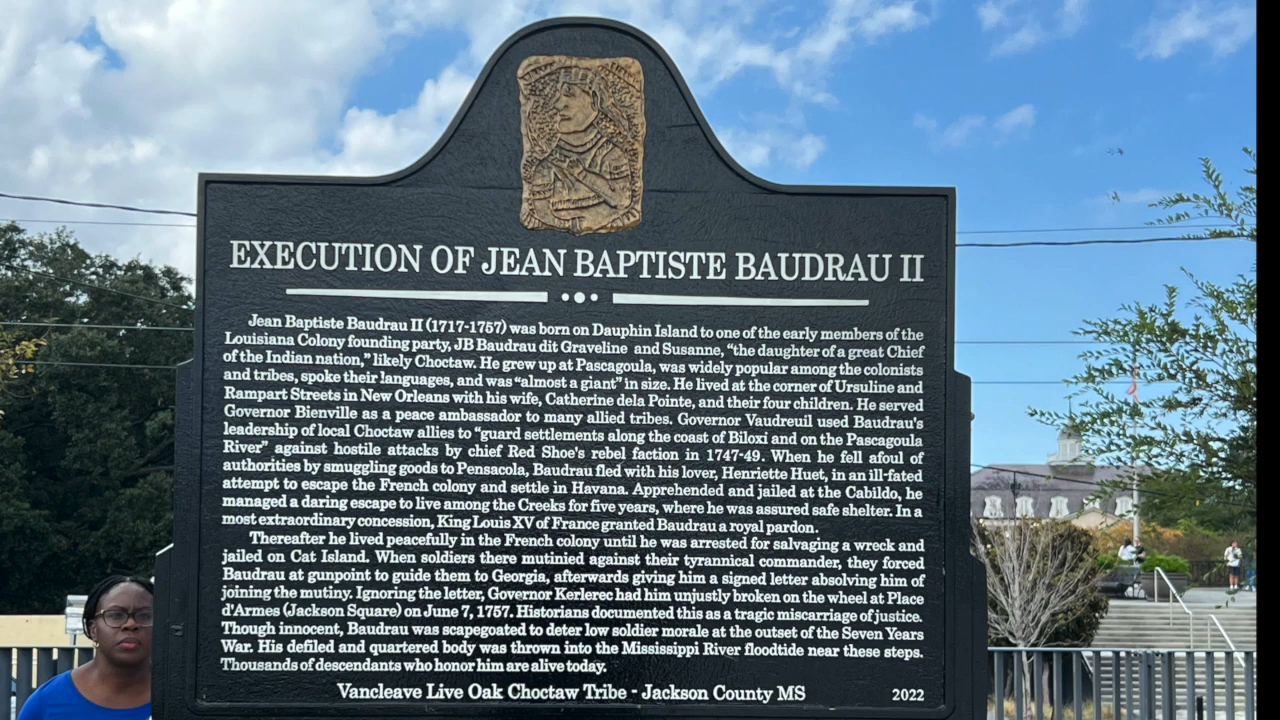 EXECUTION OF JEAN BAPTISTE BAUDRAU II
Jean Baptiste Baudrau II (1717-1757) was born on Dauphin Island to one of the early members of the
Louisiana Colony founding party, JB Baudrau dit Graveline and Susanne, "the daughter of a great Chief
of the Indian nation," likely Choctaw. He grew up at Pascagoula, was widely popular among the colonists
and tribes, spoke their languages, and was "almost a giant" in size. He lived at the corner of Ursuline and
Rampart Streets in New Orleans with his wife, Catherine dela Pointe, and their four children. He served
Governor Bienville as a peace ambassador to many allied tribes. Governor Vaudreuil used Baudrau's
leadership of local Choctaw allies to "guard settlements along the coast of Biloxi and on the Pascagoula
River" against hostile attacks by chief Red Shoe's rebel faction in 1747-49. When he fell afoul of
authorities by smuggling goods to Pensacola, Baudrau fled with his lover, Henriette Huet, in an ill-fated
attempt to escape the French colony and settle in Havana. Apprehended and jailed at the Cabildo, he
managed a daring escape to live among the Creeks for five years, where he was assured safe shelter. In a
most extraordinary concession, King Louis XV of France granted Baudrau a royal pardon.
Thereafter he lived peacefully in the French colony until he was arrested for salvaging a wreck and
jailed on Cat Island. When soldiers there mutinied against their tyrannical commander, they forced
Baudrau at gunpoint to guide them to Georgia, afterwards giving him a signed letter absolving him of
joining the mutiny. Ignoring the letter, Governor Kerlerec had him unjustly broken on the wheel at Place
d'Armes (Jackson Square) on June 7, 1757. Historians documented this as a tragic miscarriage of justice.
Though innocent, Baudrau was scapegoated to deter low soldier morale at the outset of the Seven Years
War. His defiled and quartered body was thrown into the Mississippi River floodtide near these steps.
Thousands of descendants who honor him are alive today.
Vancleave Live Oak Choctaw Tribe - Jackson County MS 2022